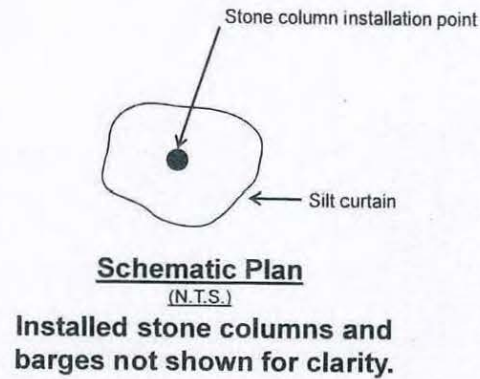 Stone column installation point
Silt curtain
Schematic Plan
(N.T.S.)
Installed stone columns and
barges not shown for clarity.